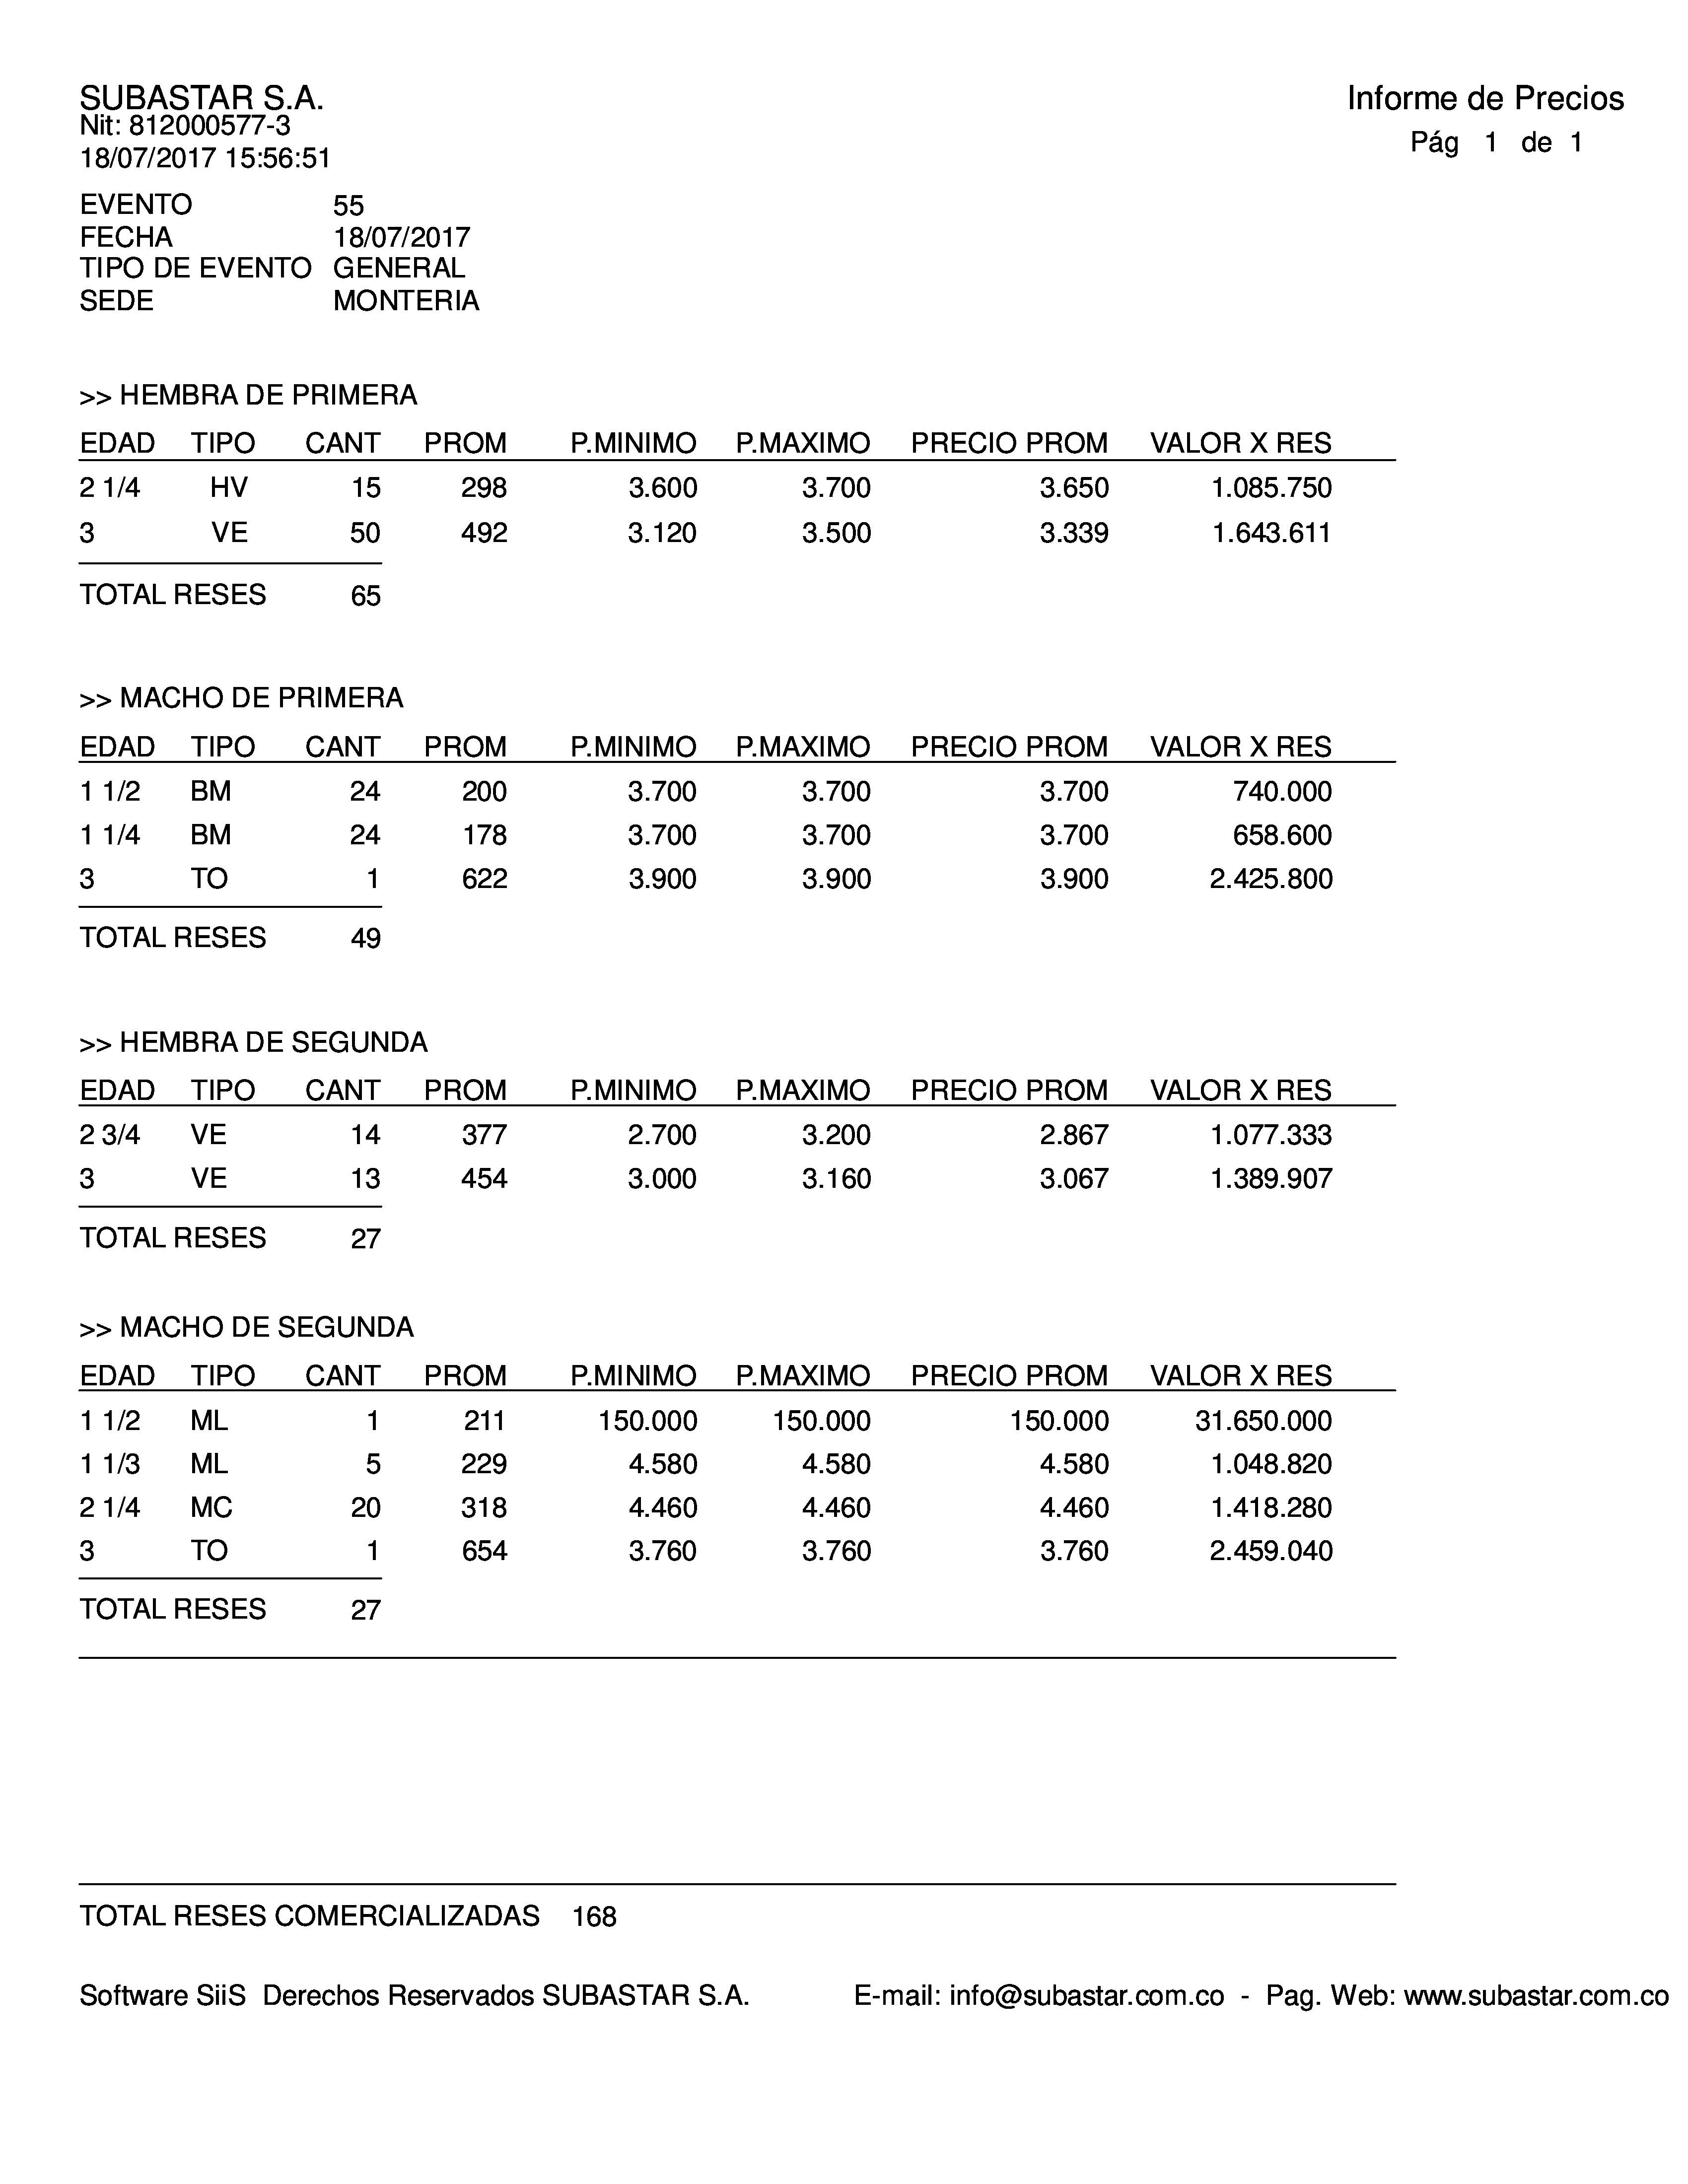 SUBASTAR S.A.
Informe de Precios
Nit: 812000577-3
Pág 1 de 1
18/07/2017 15:56:51
EVENTO 55
FECHA 18/07/2017
TIPO DE EVENTO GENERAL
SEDE MONTERIA
>> HEMBRA DE PRIMERA
EDAD TIPO CANT PROM P.MINIMO P.MAXIMO PRECIO PROM VALOR X RES
2 1/4 HV 15 298 3.600 3.700 3.650 1.085.750
3 VE 50 492 3.120 3.500 3.339 1.643.611
TOTAL RESES 65
>> MACHO DE PRIMERA
EDAD TIPO CANT PROM P.MINIMO P.MAXIMO PRECIO PROM VALOR X RES
1 1/2 BM 24 200 3.700 3.700 3.700 740.000
1 1/4 BM 24 178 3.700 3.700 3.700 658.600
3 TO 1 622 3.900 3.900 3.900 2.425.800
TOTAL RESES 49
>> HEMBRA DE SEGUNDA
EDAD TIPO CANT PROM P.MINIMO P.MAXIMO PRECIO PROM VALOR X RES
2 3/4 VE 14 377 2.700 3.200 2.867 1.077.333
3 VE 13 454 3.000 3.160 3.067 1.389.907
TOTAL RESES 27
>> MACHO DE SEGUNDA
EDAD TIPO CANT PROM P.MINIMO P.MAXIMO PRECIO PROM VALOR X RES
1 1/2 ML 1 211 150.000 150.000 150.000 31.650.000
1 1/3 ML 5 229 4.580 4.580 4.580 1.048.820
2 1/4 MC 20 318 4.460 4.460 4.460 1.418.280
3 TO 1 654 3.760 3.760 3.760 2.459.040
TOTAL RESES 27
TOTAL RESES COMERCIALIZADAS 168
Software SiiS Derechos Reservados SUBASTAR S.A. E-mail: info@subastar.com.co - Pag. Web: www.subastar.com.co